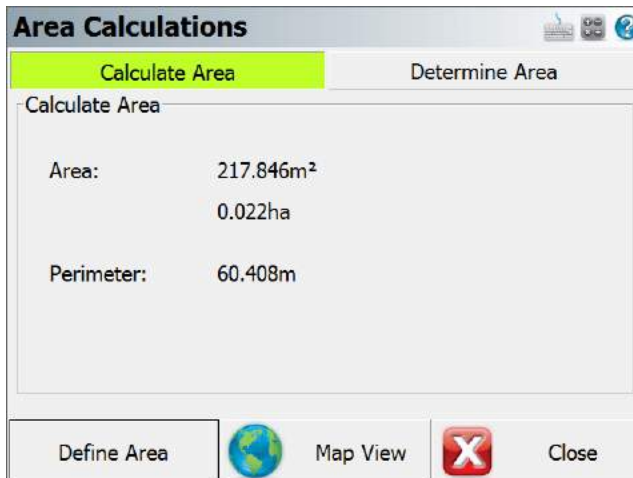 Area Calculations
Calculate Area
Determine Area
Calculate Area
Area: 217.846m²
0.022ha
Perimeter: 60.408m
Define Area
Map View
Close